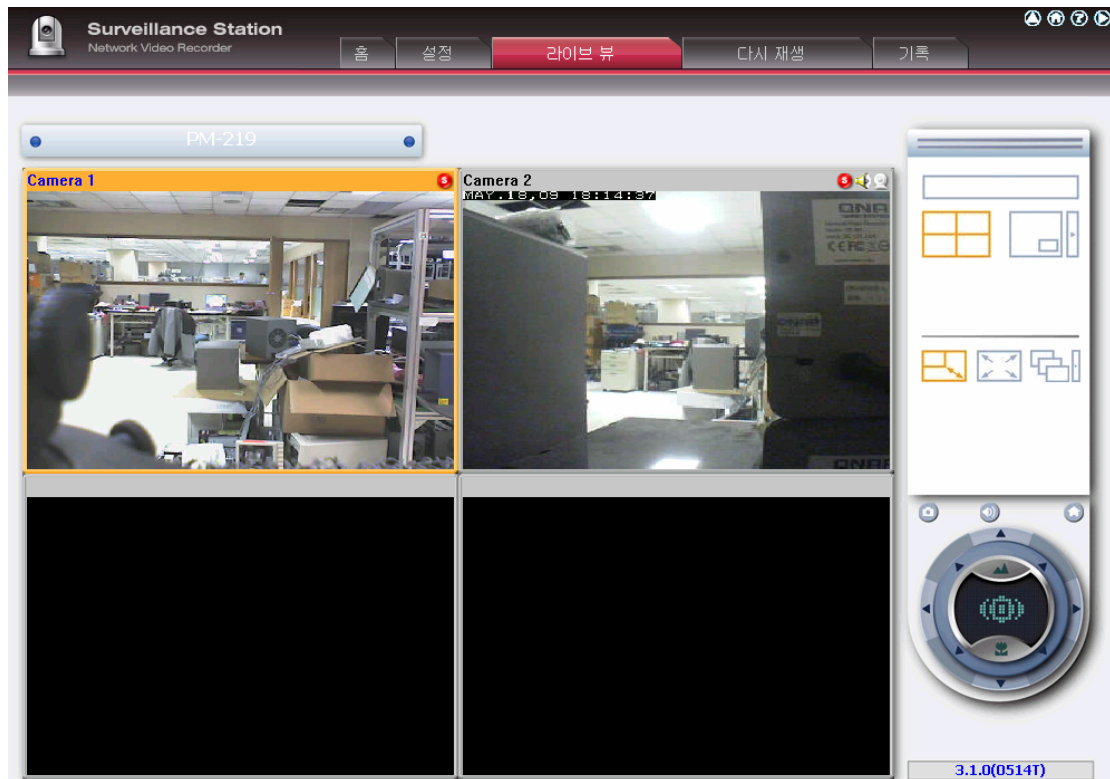 Surveillance Station
Network Video Recorder
홈 설정 라이브 뷰 다시 재생 기록
PM-219
Camera 1
Camera 2
MAY.18,09 18:14:37
QNAP
3.1.0(0514T)